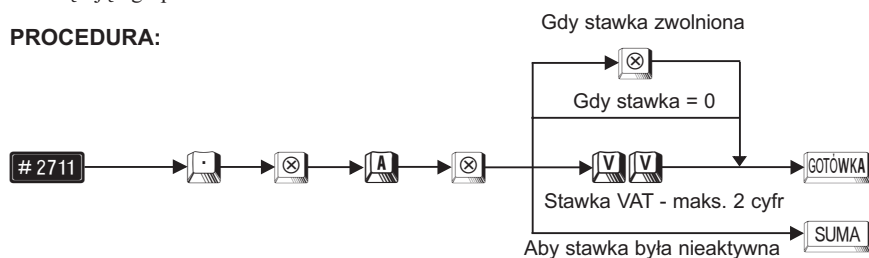 PROCEDURA:
Gdy stawka zwolniona
⊗
Gdy stawka = 0
# 2711 · ⊗ A ⊗ V V GOTÓWKA
Stawka VAT - maks. 2 cyfr
SUMA
Aby stawka była nieaktywna